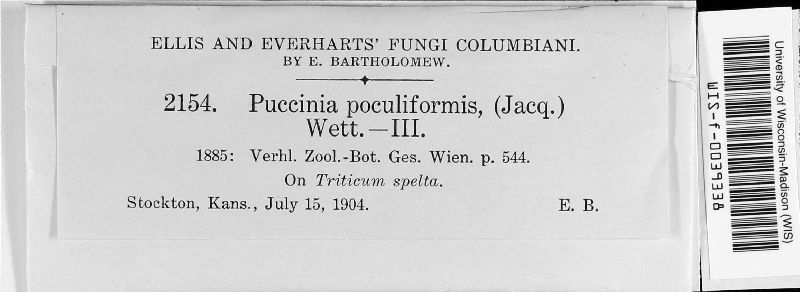 ELLIS AND EVERHARTS' FUNGI COLUMBIANI.
BY E. BARTHOLOMEW.
2154. Puccinia poculiformis, (Jacq.)
Wett.—III.
1885: Verhl. Zool.-Bot. Ges. Wien. p. 544.
On Triticum spelta.
Stockton, Kans., July 15, 1904. E. B.
University of Wisconsin-Madison (WIS)
WIS-f-0039338